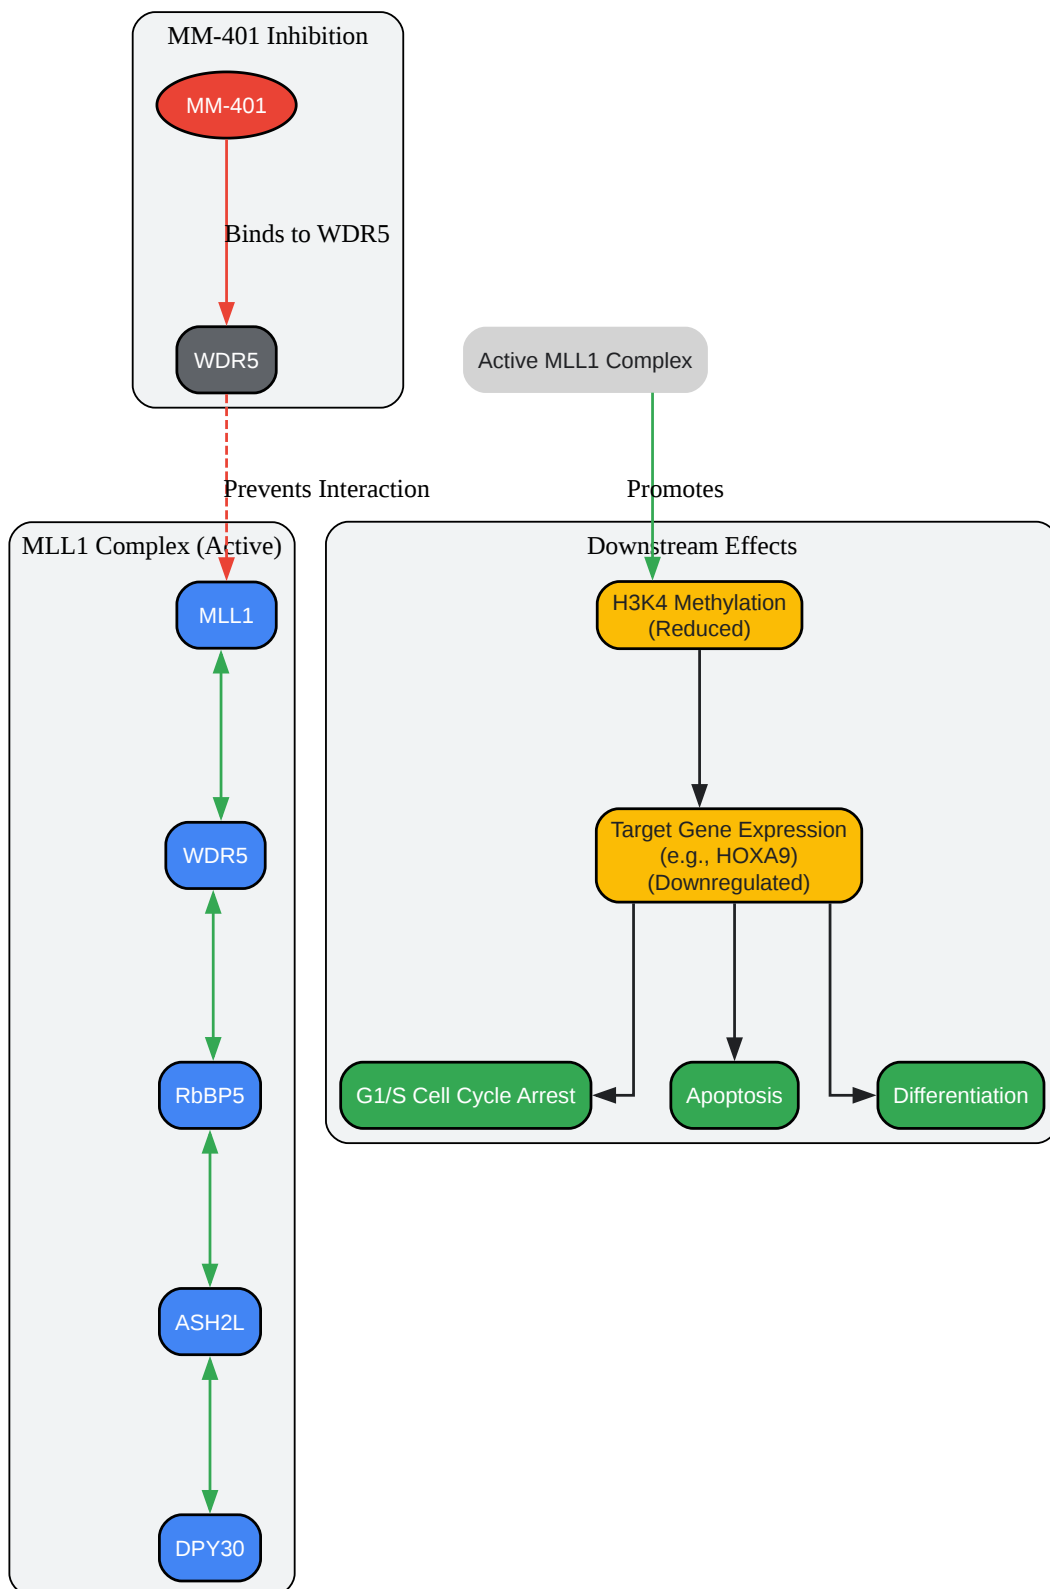 MM-401 Inhibition
MM-401
Binds to WDR5
WDR5
Active MLL1 Complex
Prevents Interaction
Promotes
MLL1 Complex (Active)
Downstream Effects
MLL1
H3K4 Methylation
(Reduced)
WDR5
Target Gene Expression
(e.g., HOXA9)
(Downregulated)
RbBP5
G1/S Cell Cycle Arrest
Apoptosis
Differentiation
ASH2L
DPY30